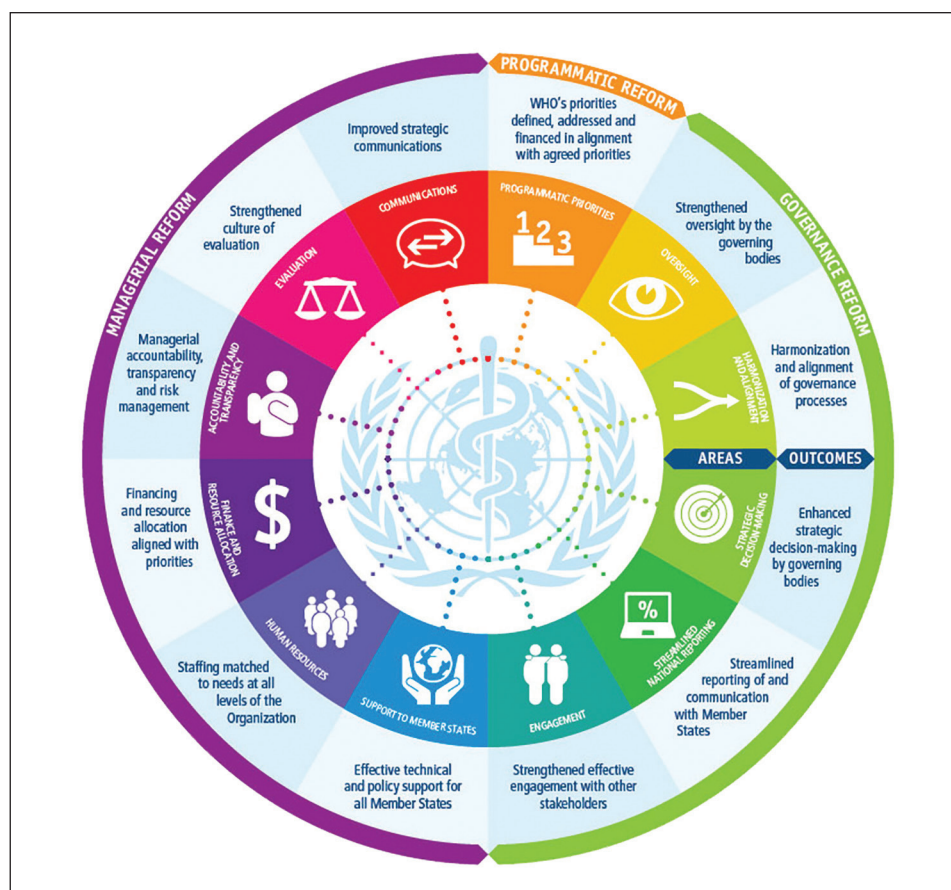 PROGRAMMATIC REFORM
WHO's priorities
defined, addressed and
financed in alignment
with agreed priorities
PROGRAMMATIC PRIORITIES
1 2 3
GOVERNANCE REFORM
Strengthened
oversight by the
governing
bodies
OVERSIGHT
Harmonization
and alignment
of governance
processes
HARMONIZATION
AND ALIGNMENT
AREAS
OUTCOMES
Enhanced
strategic
decision-making
by governing
bodies
STRATEGIC
DECISION-MAKING
Streamlined
reporting of and
communication
with Member
States
%
STREAMLINED
NATIONAL REPORTING
Strengthened effective
engagement with other
stakeholders
ENGAGEMENT
MANAGERIAL REFORM
Effective technical
and policy support for
all Member States
SUPPORT TO MEMBER STATES
Staffing matched
to needs at all
levels of the
Organization
HUMAN RESOURCES
Financing
and resource
allocation
aligned with
priorities
$
FINANCE AND
RESOURCE ALLOCATION
Managerial
accountability,
transparency
and risk
management
ACCOUNTABILITY AND
TRANSPARENCY
Strengthened
culture of
evaluation
EVALUATION
Improved strategic
communications
COMMUNICATIONS